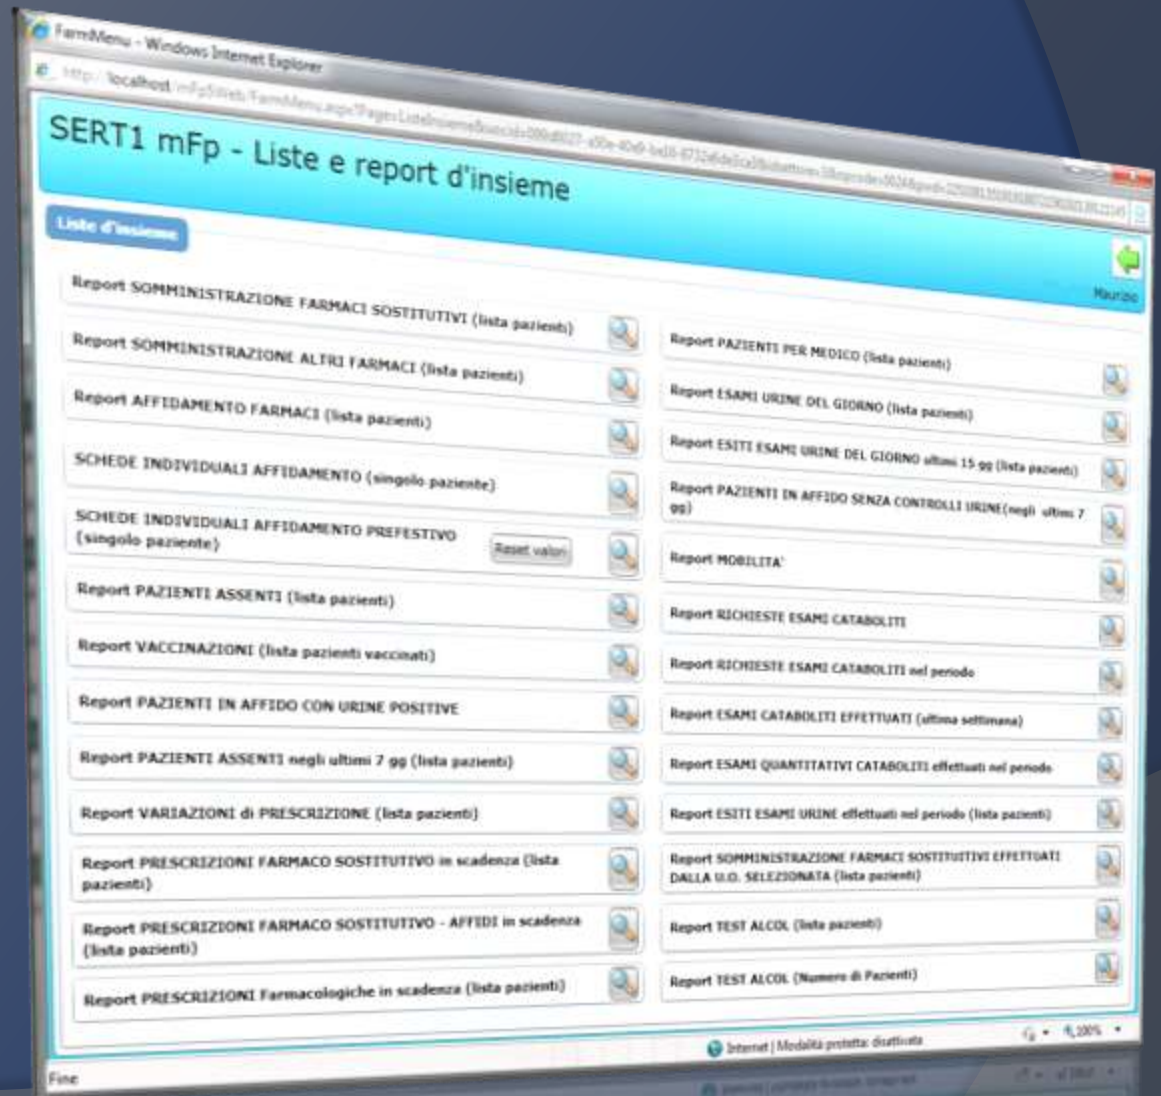 FarmMenu - Windows Internet Explorer
SERT1 mFp - Liste e report d'insieme
Maurizio
Liste d'insieme
Report SOMMINISTRAZIONE FARMACI SOSTITUTIVI (lista pazienti)
Report SOMMINISTRAZIONE ALTRI FARMACI (lista pazienti)
Report AFFIDAMENTO FARMACI (lista pazienti)
SCHEDE INDIVIDUALI AFFIDAMENTO (singolo paziente)
SCHEDE INDIVIDUALI AFFIDAMENTO PREFESTIVO
(singolo paziente)
Reset valori
Report PAZIENTI ASSENTI (lista pazienti)
Report VACCINAZIONI (lista pazienti vaccinati)
Report PAZIENTI IN AFFIDO CON URINE POSITIVE
Report PAZIENTI ASSENTI negli ultimi 7 gg (lista pazienti)
Report VARIAZIONI di PRESCRIZIONE (lista pazienti)
Report PRESCRIZIONI FARMACO SOSTITUTIVO in scadenza (lista
pazienti)
Report PRESCRIZIONI FARMACO SOSTITUTIVO - AFFIDI in scadenza
(lista pazienti)
Report PRESCRIZIONI Farmacologiche in scadenza (lista pazienti)
Report PAZIENTI PER MEDICO (lista pazienti)
Report ESAMI URINE DEL GIORNO (lista pazienti)
Report ESITI ESAMI URINE DEL GIORNO ultimi 15 gg (lista pazienti)
Report PAZIENTI IN AFFIDO SENZA CONTROLLI URINE(negli ultimi 7
gg)
Report MOBILITA'
Report RICHIESTE ESAMI CATABOLITI
Report RICHIESTE ESAMI CATABOLITI nel periodo
Report ESAMI CATABOLITI EFFETTUATI (ultima settimana)
Report ESAMI QUANTITATIVI CATABOLITI effettuati nel periodo
Report ESITI ESAMI URINE effettuati nel periodo (lista pazienti)
Report SOMMINISTRAZIONE FARMACI SOSTITUITIVI EFFETTUATI
DALLA U.O. SELEZIONATA (lista pazienti)
Report TEST ALCOL (lista pazienti)
Report TEST ALCOL (Numero di Pazienti)
Fine
Internet | Modalità protetta: disattivata
100%